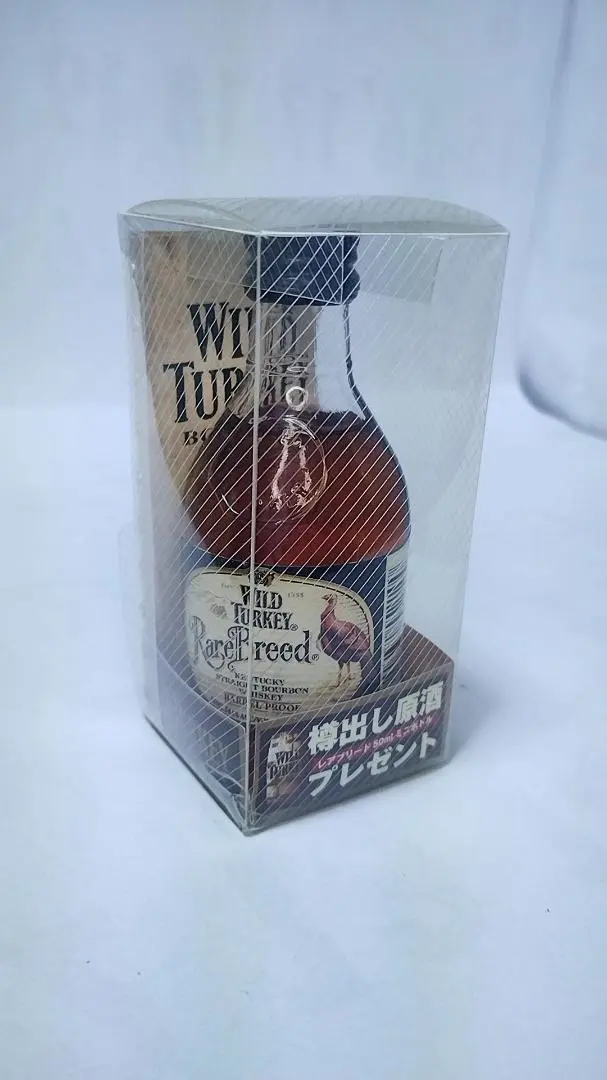 WILD
TURKEY
WILD
TURKEY®
Rare Breed®
KENTUCKY
STRAIGHT BOURBON
WHISKEY
BARREL PROOF
樽出し原酒
レアブリード50mlミニボトル
プレゼント